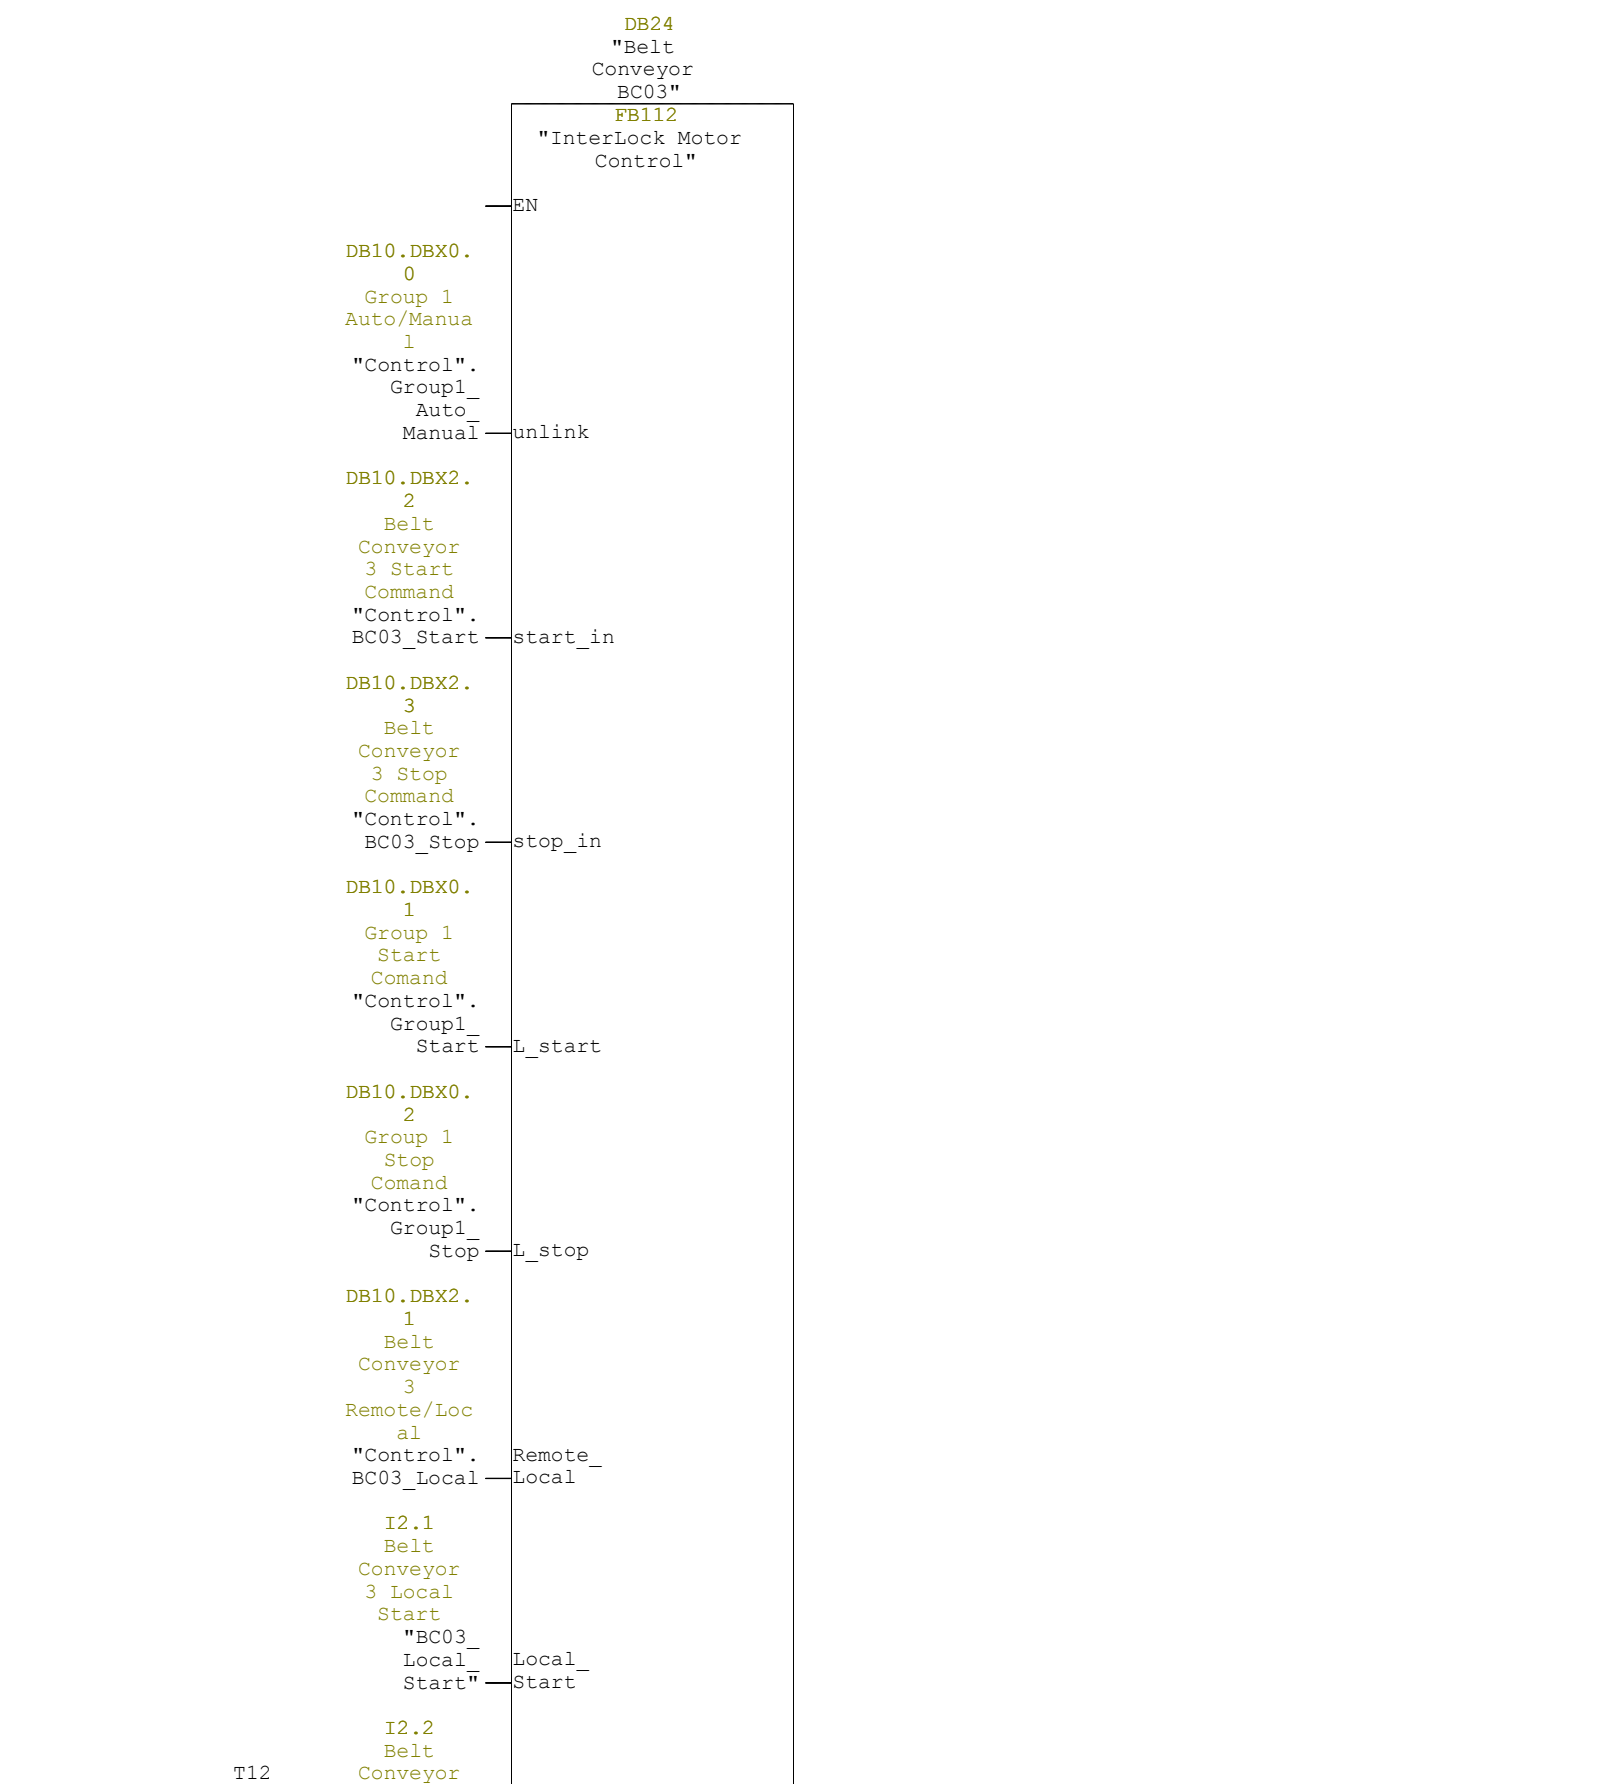 DB24
"Belt
Conveyor
BC03"
FB112
"InterLock Motor
Control"
EN
DB10.DBX0.
0
Group 1
Auto/Manua
l
"Control".
Group1_
Auto_
Manual unlink
DB10.DBX2.
2
Belt
Conveyor
3 Start
Command
"Control".
BC03_Start start_in
DB10.DBX2.
3
Belt
Conveyor
3 Stop
Command
"Control".
BC03_Stop stop_in
DB10.DBX0.
1
Group 1
Start
Comand
"Control".
Group1_
Start L_start
DB10.DBX0.
2
Group 1
Stop
Comand
"Control".
Group1_
Stop L_stop
DB10.DBX2.
1
Belt
Conveyor
3
Remote/Loc
al
"Control". Remote_
BC03_Local Local
I2.1
Belt
Conveyor
3 Local
Start
"BC03_
Local_ Local_
Start" Start
I2.2
Belt
T12 Conveyor